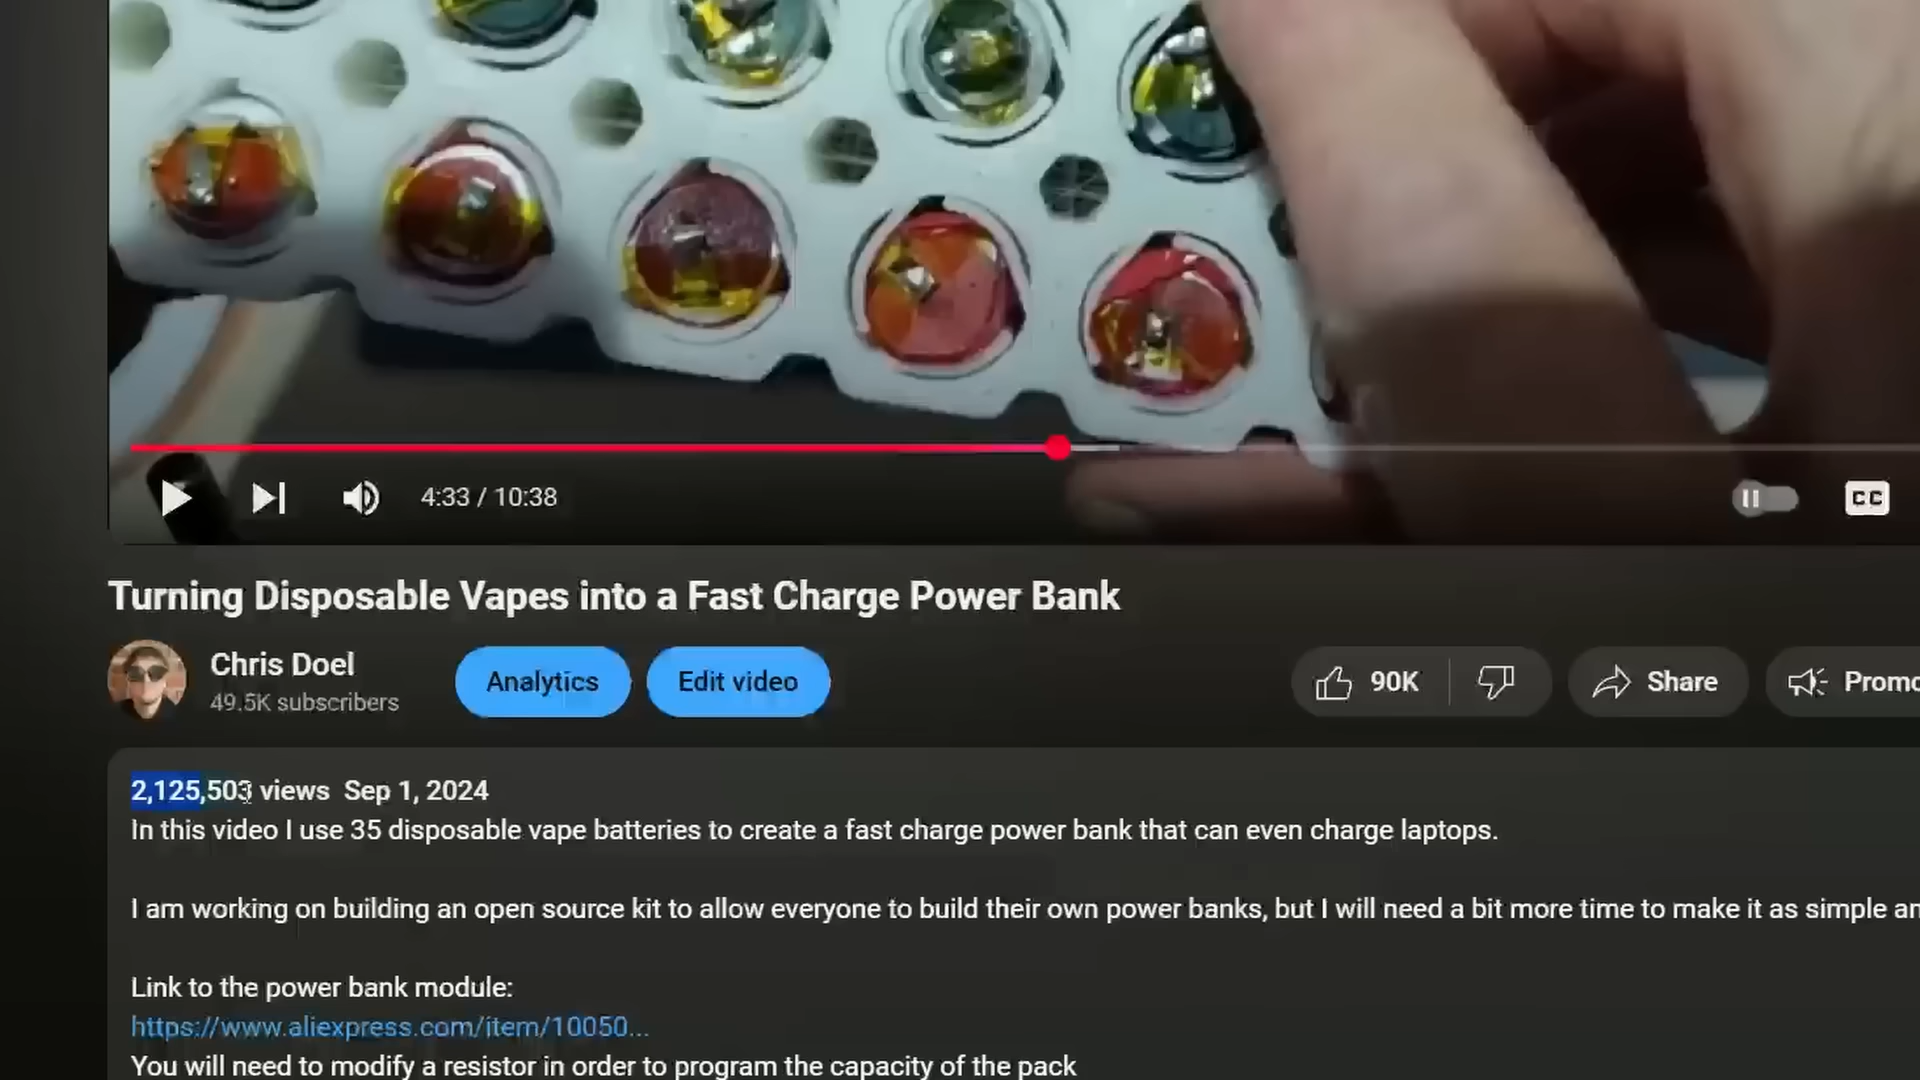 4:33 / 10:38
CC
Turning Disposable Vapes into a Fast Charge Power Bank
Chris Doel
49.5K subscribers
Analytics
Edit video
90K
Share
Promo
2,125,503 views Sep 1, 2024
In this video I use 35 disposable vape batteries to create a fast charge power bank that can even charge laptops.
I am working on building an open source kit to allow everyone to build their own power banks, but I will need a bit more time to make it as simple an
Link to the power bank module:
https://www.aliexpress.com/item/10050...
You will need to modify a resistor in order to program the capacity of the pack